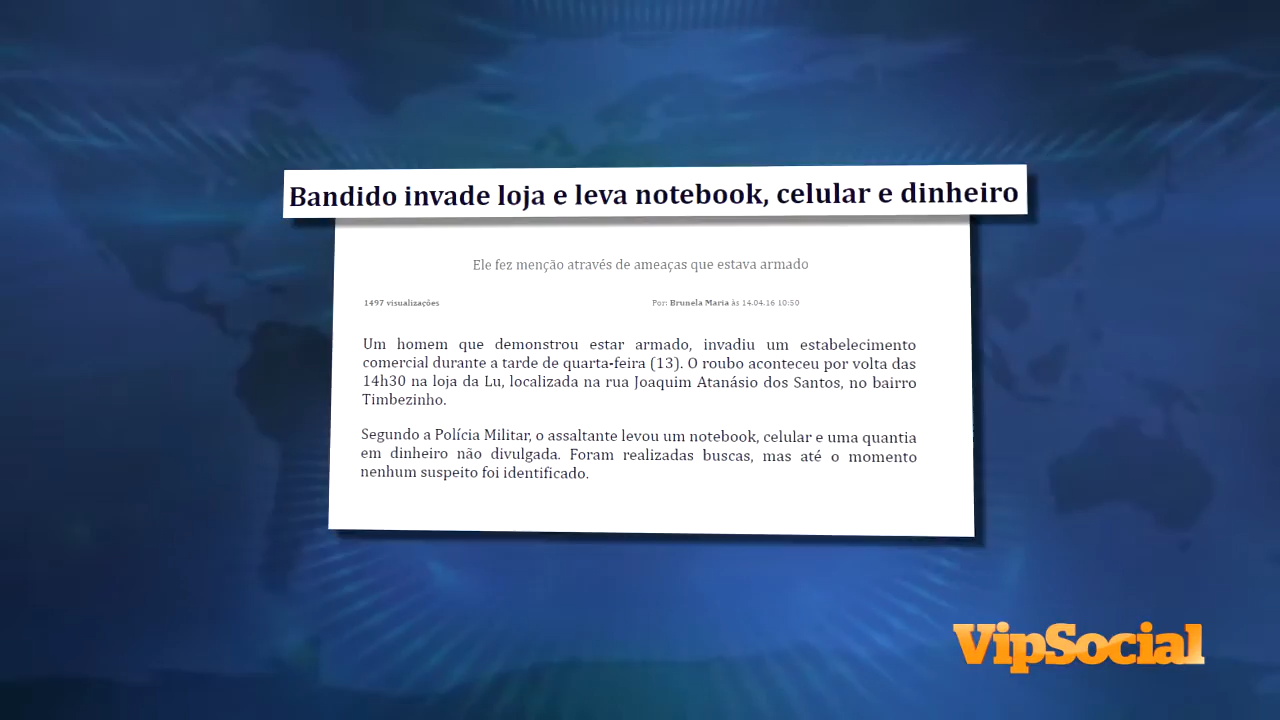 Bandido invade loja e leva notebook, celular e dinheiro
Ele fez menção através de ameaças que estava armado
1497 visualizações
Por: Brunela Maria às 14.04.16 10:50
Um homem que demonstrou estar armado, invadiu um estabelecimento
comercial durante a tarde de quarta-feira (13). O roubo aconteceu por volta das
14h30 na loja da Lu, localizada na rua Joaquim Atanásio dos Santos, no bairro
Timbezinho.
Segundo a Polícia Militar, o assaltante levou um notebook, celular e uma quantia
em dinheiro não divulgada. Foram realizadas buscas, mas até o momento
nenhum suspeito foi identificado.
VipSocial